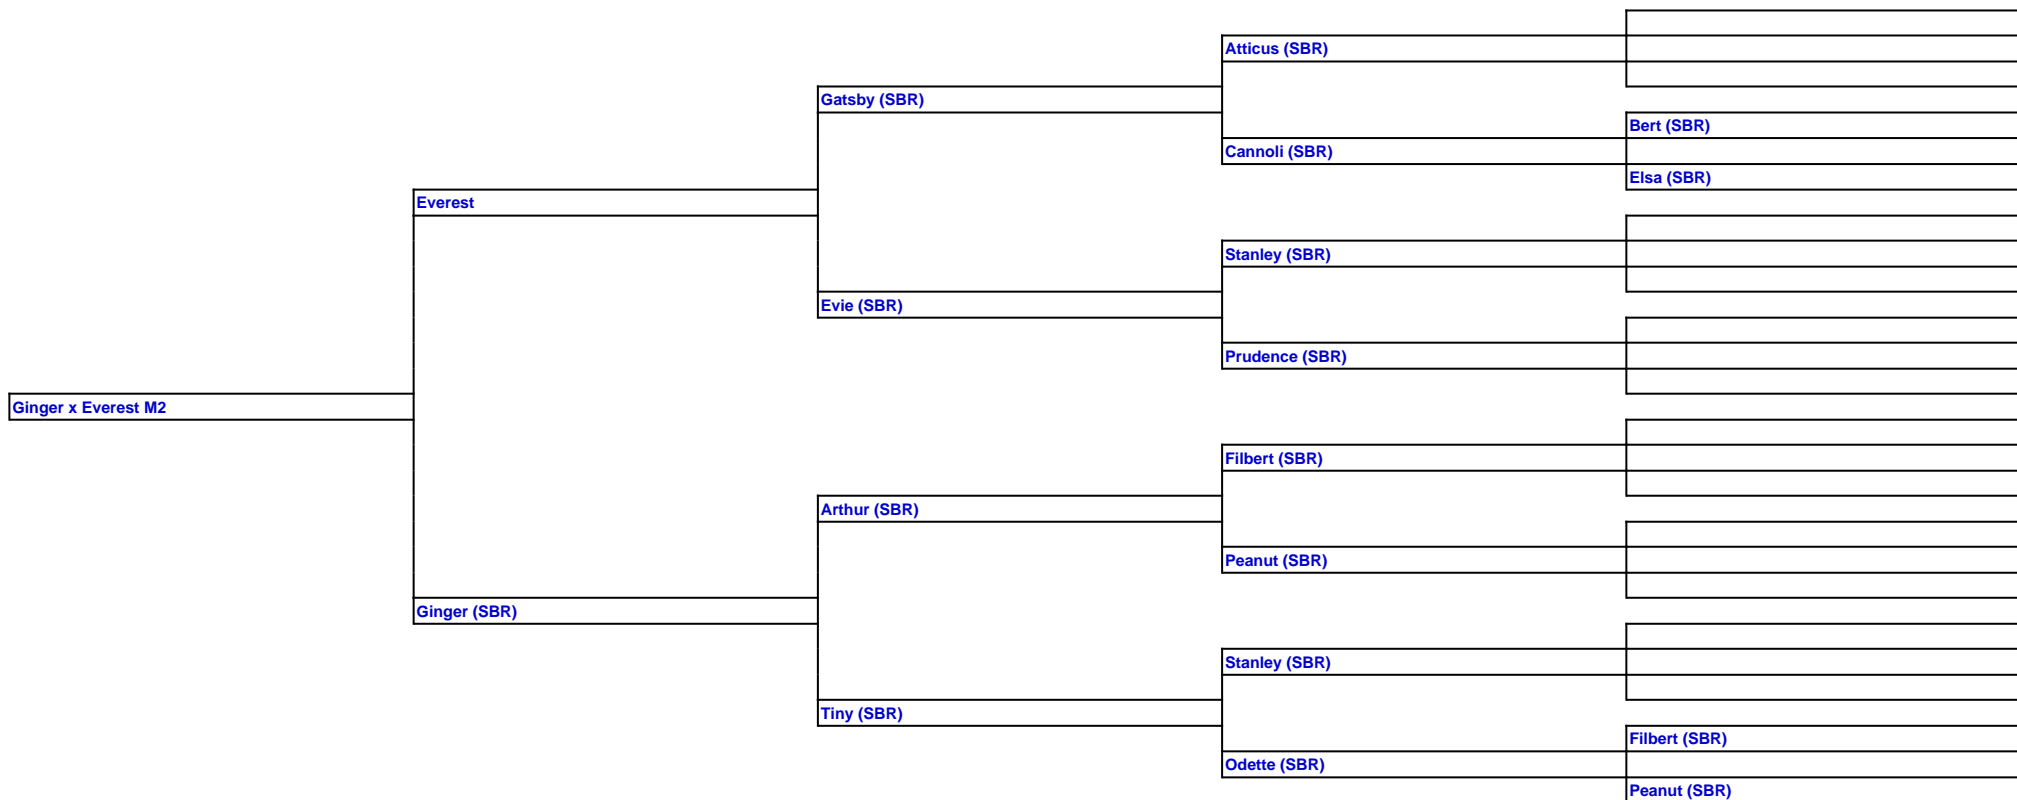 Atticus (SBR)
Gatsby (SBR)
Bert (SBR)
Cannoli (SBR)
Elsa (SBR)
Everest
Stanley (SBR)
Evie (SBR)
Prudence (SBR)
Ginger x Everest M2
Filbert (SBR)
Arthur (SBR)
Peanut (SBR)
Ginger (SBR)
Stanley (SBR)
Tiny (SBR)
Filbert (SBR)
Odette (SBR)
Peanut (SBR)